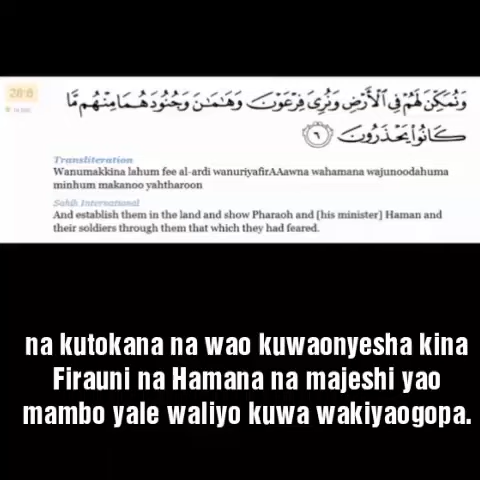 28:6
وَنُمَكِّنَ لَهُمْ فِي ٱلْأَرْضِ وَنُرِيَ فِرْعَوْنَ وَهَـٰمَـٰنَ وَجُنُودَهُمَا مِنْهُم مَّا
كَانُوا۟ يَحْذَرُونَ ٦
Transliteration
Wanumakkina lahum fee al-ardi wanuriyafirAAawna wahamana wajunoodahuma
minhum makanoo yahtharoon
Sahih International
And establish them in the land and show Pharaoh and [his minister] Haman and
their soldiers through them that which they had feared.
na kutokana na wao kuwaonyesha kina
Firauni na Hamana na majeshi yao
mambo yale waliyo kuwa wakiyaogopa.